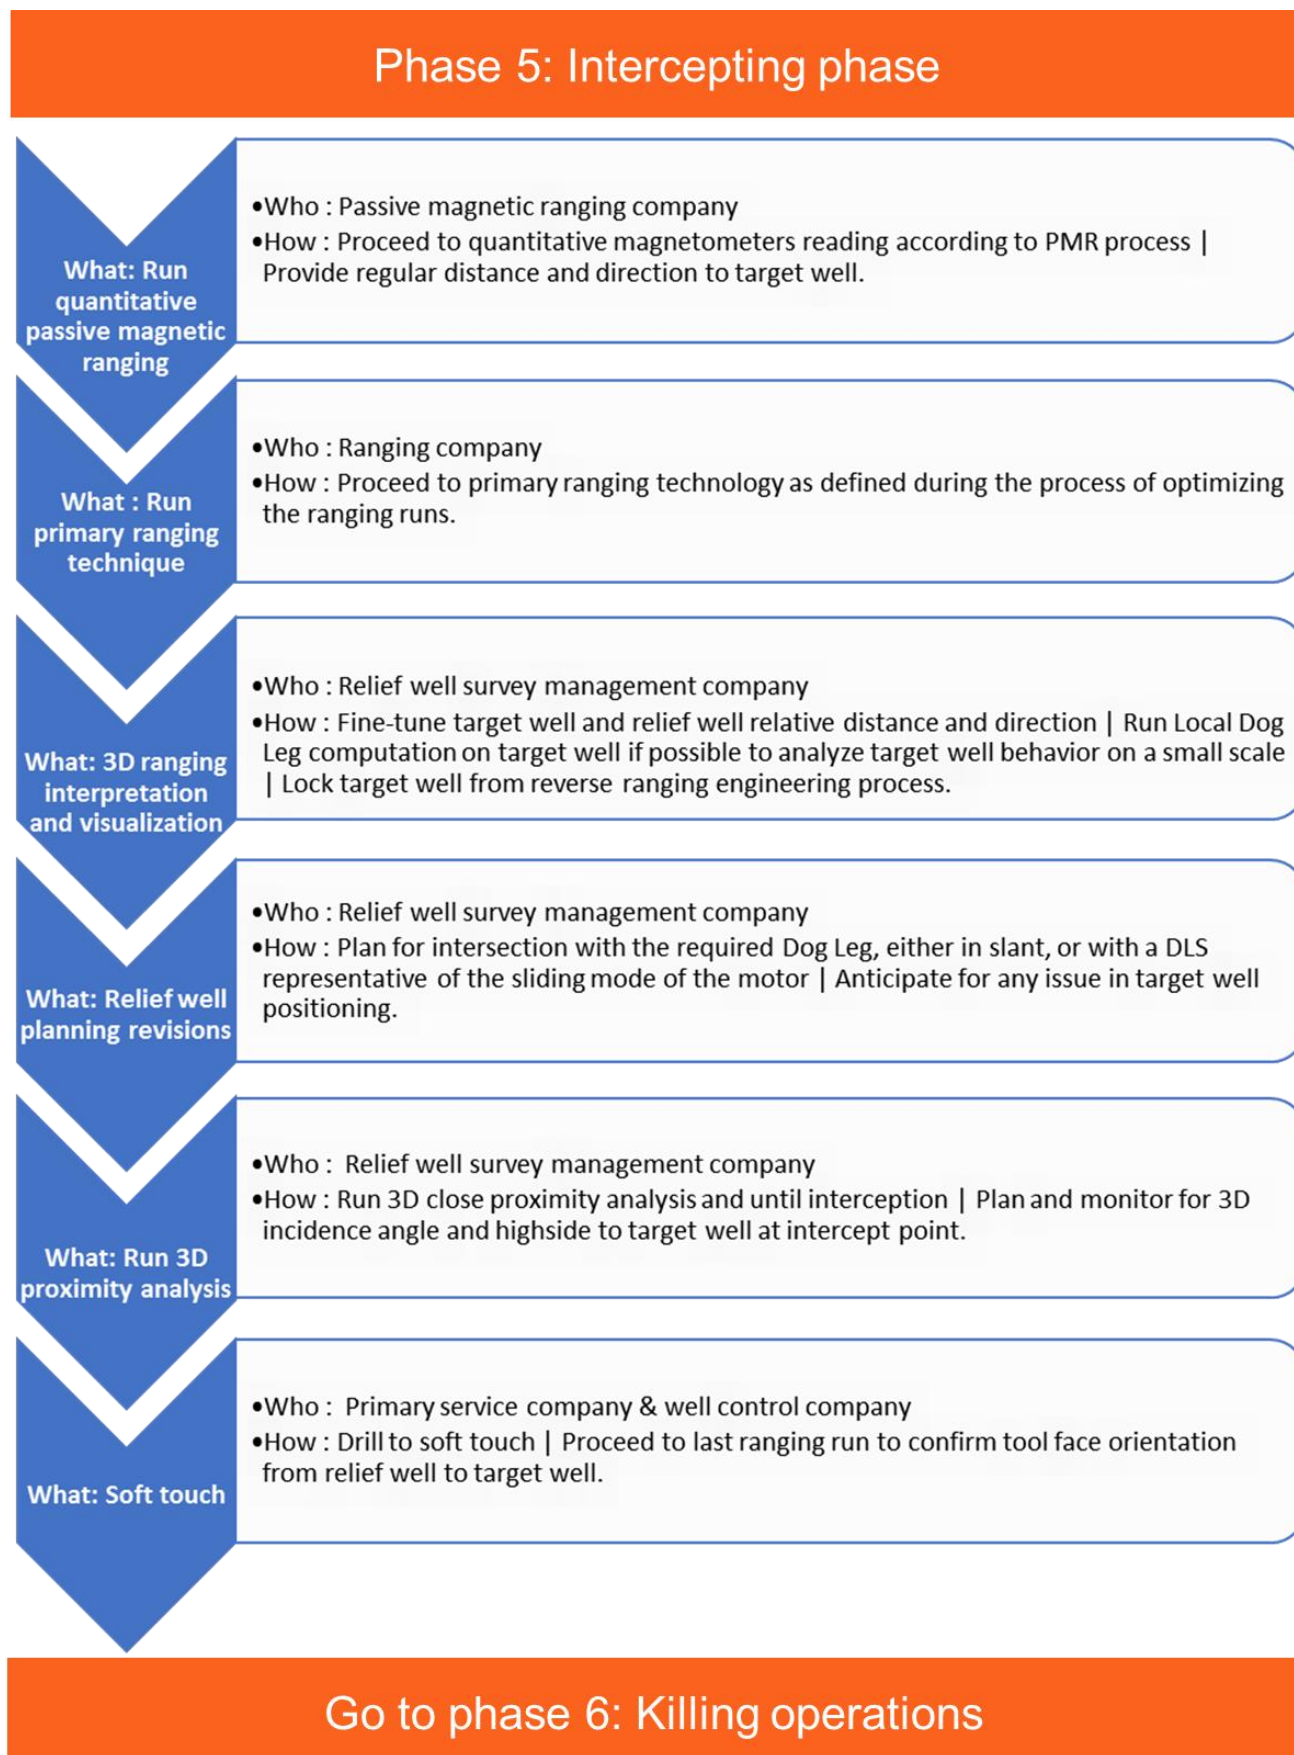 Phase 5: Intercepting phase
What: Run
quantitative
passive magnetic
ranging
•Who : Passive magnetic ranging company
•How : Proceed to quantitative magnetometers reading according to PMR process |
Provide regular distance and direction to target well.
What : Run
primary ranging
technique
•Who : Ranging company
•How : Proceed to primary ranging technology as defined during the process of optimizing
the ranging runs.
What: 3D ranging
interpretation
and visualization
•Who : Relief well survey management company
•How : Fine-tune target well and relief well relative distance and direction | Run Local Dog
Leg computation on target well if possible to analyze target well behavior on a small scale
| Lock target well from reverse ranging engineering process.
What: Relief well
planning revisions
•Who : Relief well survey management company
•How : Plan for intersection with the required Dog Leg, either in slant, or with a DLS
representative of the sliding mode of the motor | Anticipate for any issue in target well
positioning.
What: Run 3D
proximity analysis
•Who :  Relief well survey management company
•How : Run 3D close proximity analysis and until interception | Plan and monitor for 3D
incidence angle and highside to target well at intercept point.
What: Soft touch
•Who :  Primary service company & well control company
•How : Drill to soft touch | Proceed to last ranging run to confirm tool face orientation
from relief well to target well.
Go to phase 6: Killing operations